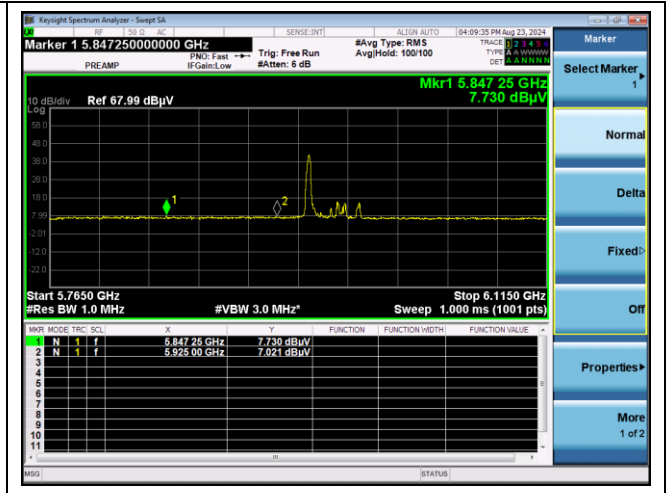 Keysight Spectrum Analyzer - Swept SA
RF 50 Ω AC SENSE:INT ALIGN AUTO 04:09:35 PM Aug 23, 2024
Marker 1 5.847250000000 GHz
PREAMP
PNO: Fast
IFGain:Low
Trig: Free Run
#Atten: 6 dB
#Avg Type: RMS
Avg|Hold: 100/100
TRACE 1 2 3 4 5 6
TYPE A A WWWW
DET A A N N N N
Mkr1 5.847 25 GHz
7.730 dBµV
10 dB/div Ref 67.99 dBµV
Log
58.0
48.0
38.0
28.0
18.0
7.99
-2.01
-12.0
-22.0
1
2
Start 5.7650 GHz Stop 6.1150 GHz
#Res BW 1.0 MHz #VBW 3.0 MHz* Sweep 1.000 ms (1001 pts)
MKR MODE TRC SCL X Y FUNCTION FUNCTION WIDTH FUNCTION VALUE
1 N 1 f 5.847 25 GHz 7.730 dBµV
2 N 1 f 5.925 00 GHz 7.021 dBµV
3
4
5
6
7
8
9
10
11
MSG STATUS
Marker
Select Marker
1
Normal
Delta
Fixed
Off
Properties
More
1 of 2